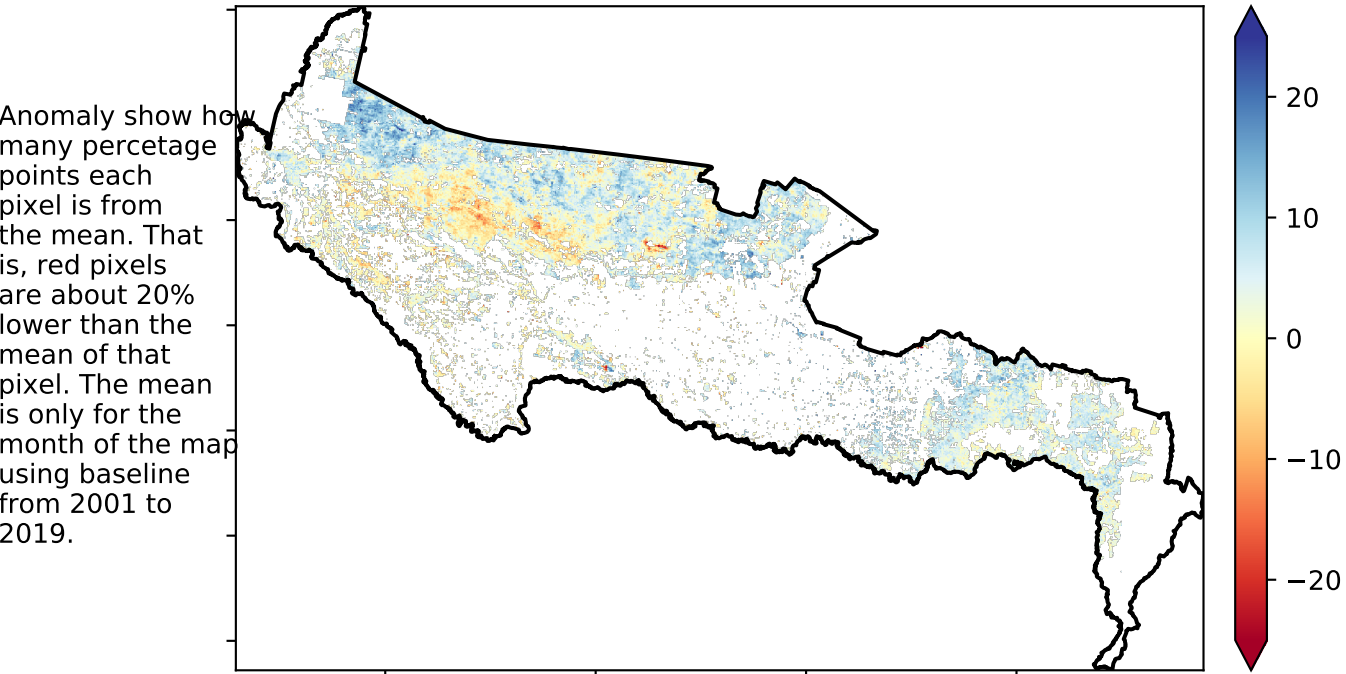 Anomaly show how
many percetage
points each
pixel is from
the mean. That
is, red pixels
are about 20%
lower than the
mean of that
pixel. The mean
is only for the
month of the map
using baseline
from 2001 to
2019.
20
10
0
−10
−20